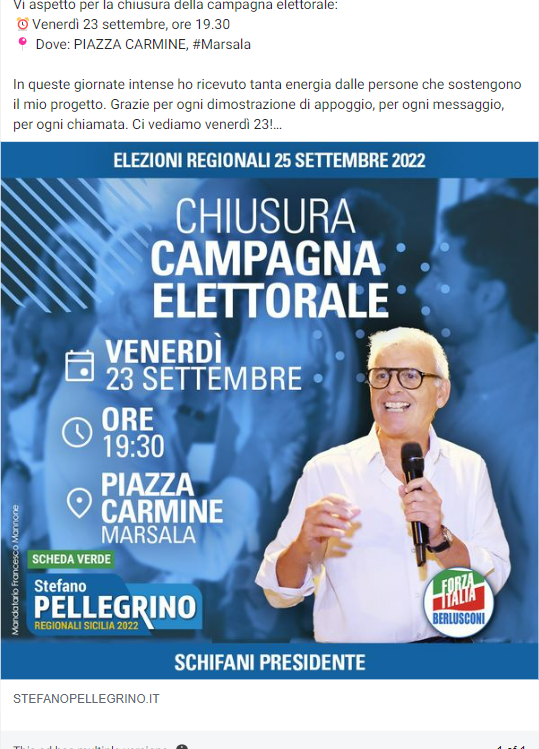 Vi aspetto per la chiusura della campagna elettorale:
⏰ Venerdì 23 settembre, ore 19.30
📍 Dove: PIAZZA CARMINE, #Marsala
In queste giornate intense ho ricevuto tanta energia dalle persone che sostengono
il mio progetto. Grazie per ogni dimostrazione di appoggio, per ogni messaggio,
per ogni chiamata. Ci vediamo venerdì 23!…
ELEZIONI REGIONALI 25 SETTEMBRE 2022
CHIUSURA
CAMPAGNA
ELETTORALE
VENERDÌ
23 SETTEMBRE
ORE
19:30
PIAZZA
CARMINE
MARSALA
Mandatario Francesco Mannone
SCHEDA VERDE
Stefano
PELLEGRINO
REGIONALI SICILIA 2022
FORZA
ITALIA
BERLUSCONI
SCHIFANI PRESIDENTE
STEFANOPELLEGRINO.IT
This ad has multiple versions
1 of 1